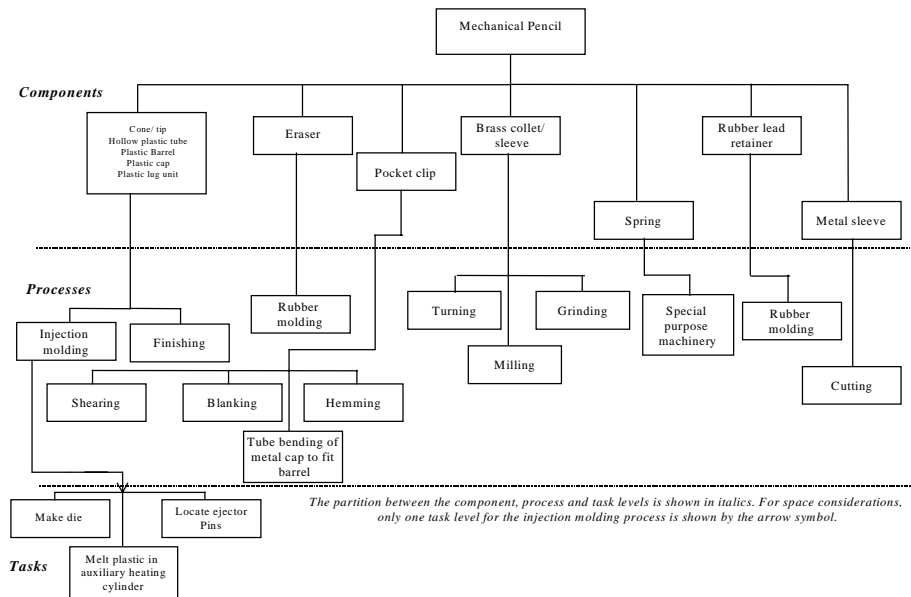 Mechanical Pencil
Components
Cone/ tip
Hollow plastic tube
Plastic Barrel
Plastic cap
Plastic lug unit
Eraser
Pocket clip
Brass collet/
sleeve
Spring
Rubber lead
retainer
Metal sleeve
Processes
Injection
molding
Finishing
Rubber
molding
Turning
Grinding
Milling
Special
purpose
machinery
Rubber
molding
Cutting
Shearing
Blanking
Hemming
Tube bending of
metal cap to fit
barrel
Make die
Locate ejector
Pins
The partition between the component, process and task levels is shown in italics. For space considerations,
only one task level for the injection molding process is shown by the arrow symbol.
Tasks
Melt plastic in
auxiliary heating
cylinder